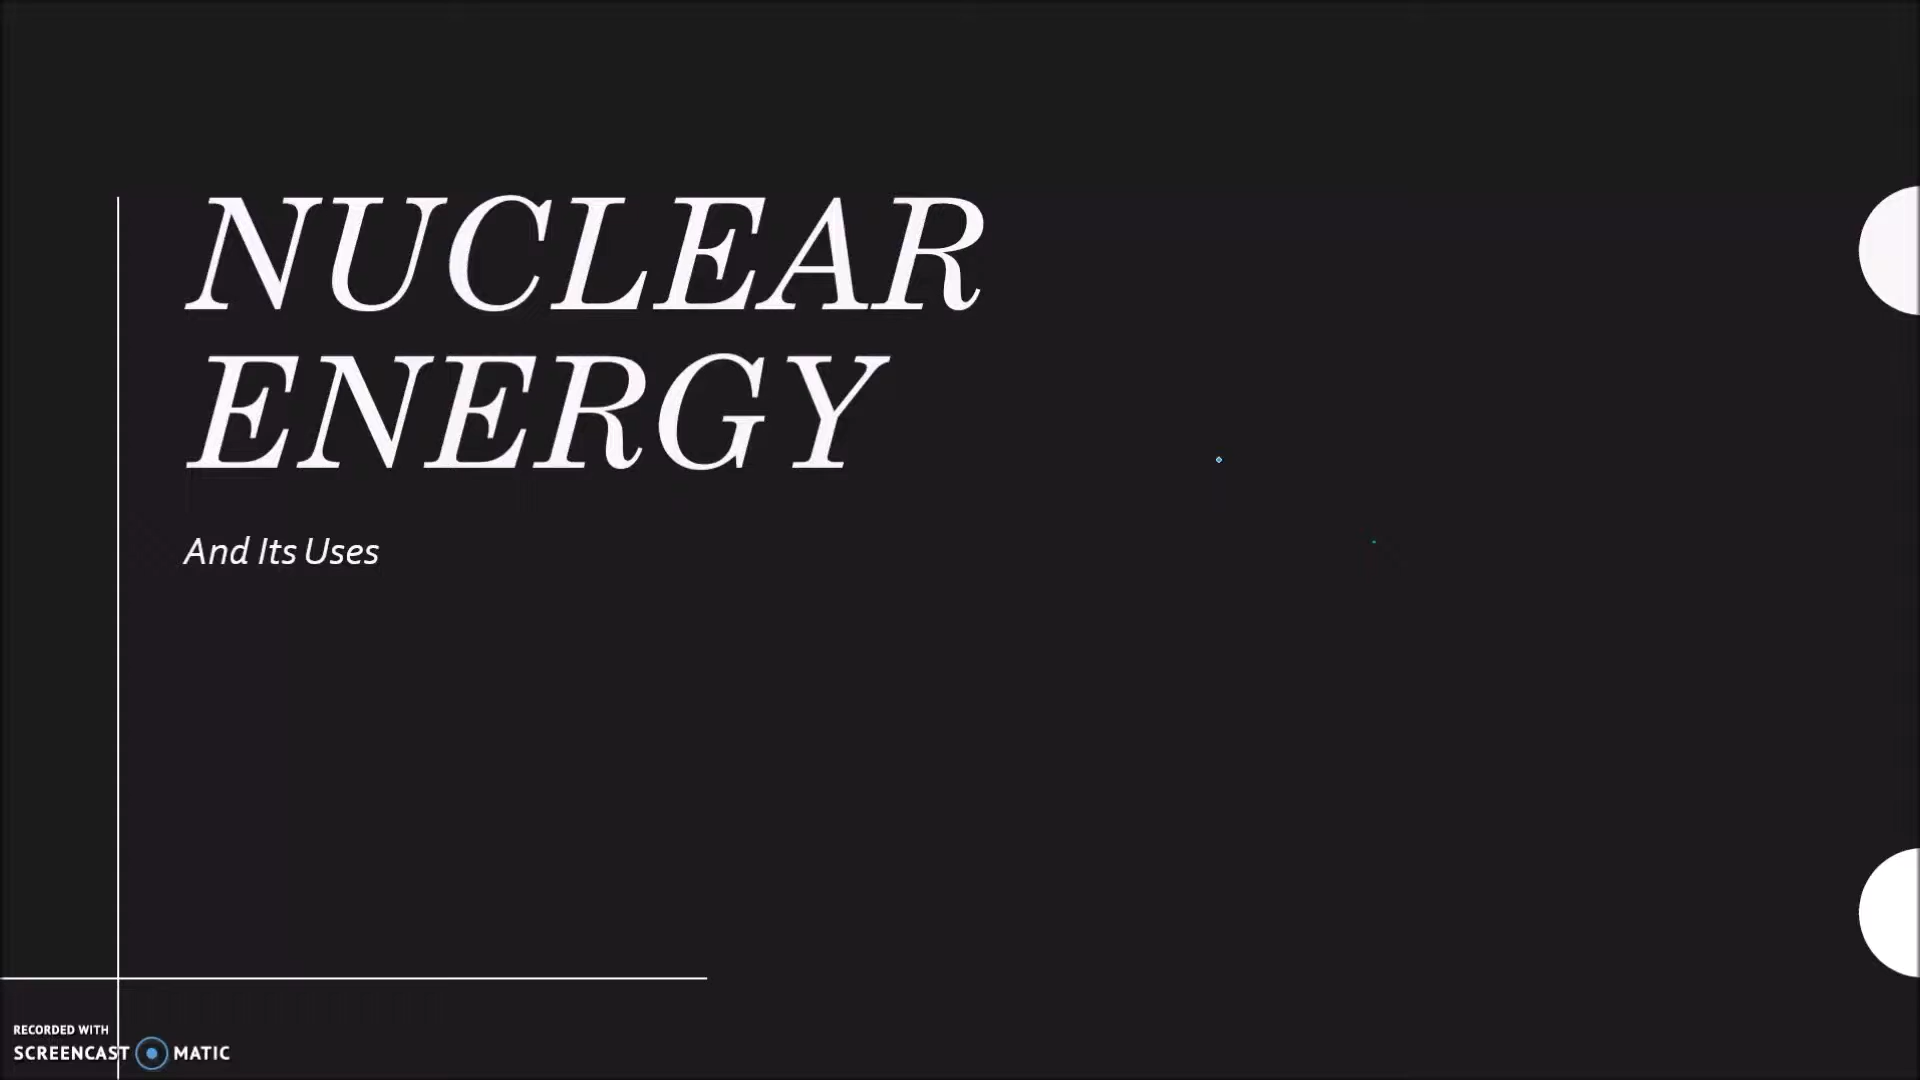 NUCLEAR
ENERGY
And Its Uses
RECORDED WITH
SCREENCAST MATIC